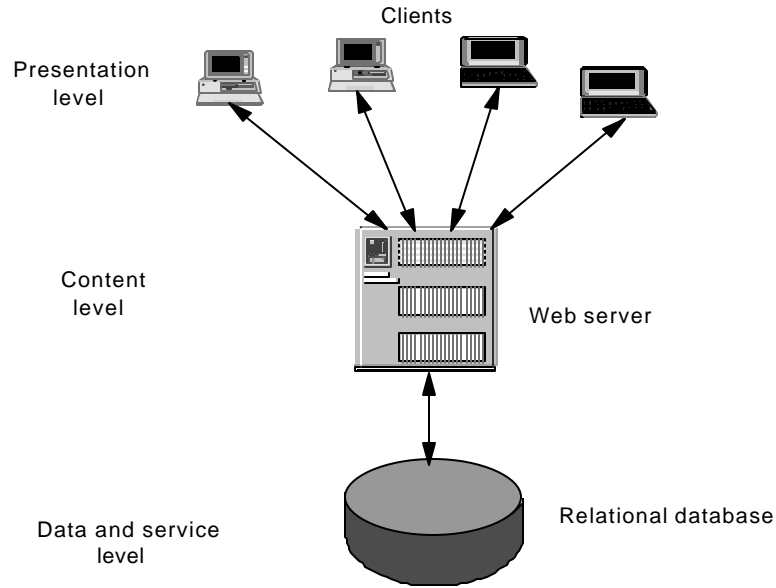 Clients
Presentation
level
Content
level
Web server
Relational database
Data and service
level